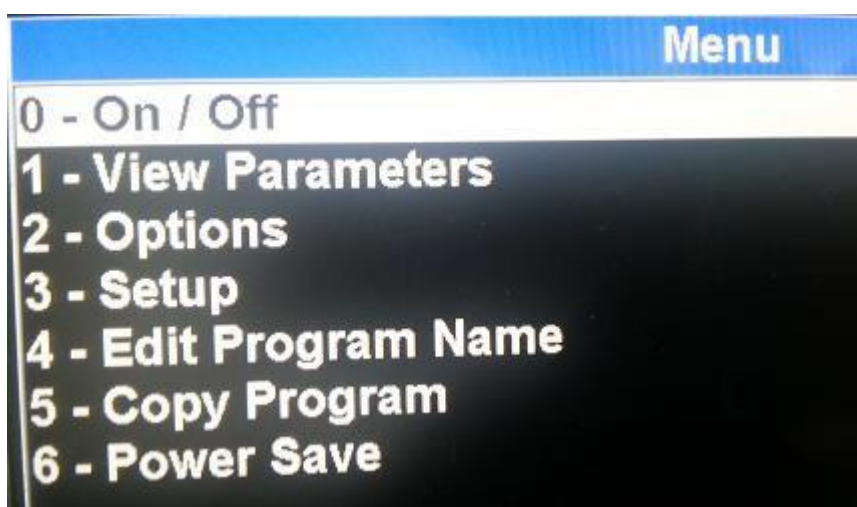 Menu
0 - On / Off
1 - View Parameters
2 - Options
3 - Setup
4 - Edit Program Name
5 - Copy Program
6 - Power Save